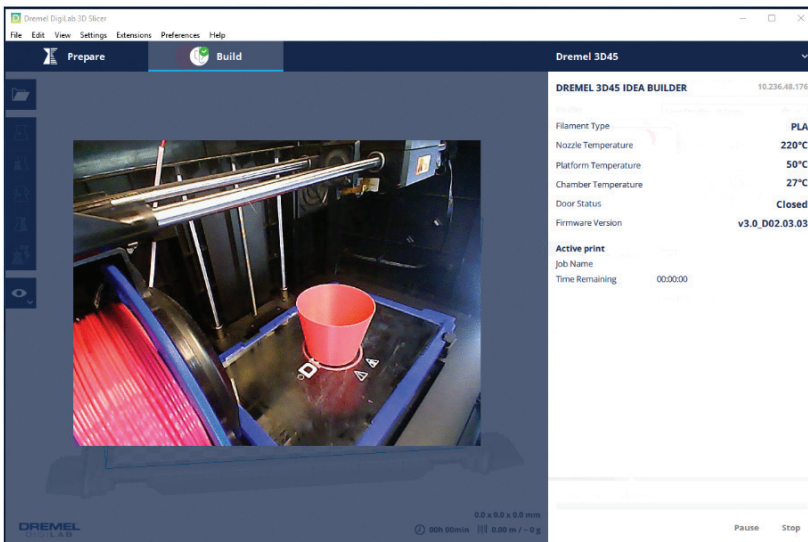 Dremel DigiLab 3D Slicer
File Edit View Settings Extensions Preferences Help
Prepare Build Dremel 3D45
DREMEL 3D45 IDEA BUILDER 10.236.48.176
Filament Type PLA
Nozzle Temperature 220°C
Platform Temperature 50°C
Chamber Temperature 27°C
Door Status Closed
Firmware Version v3.0_D02.03.03
Active print
Job Name
Time Remaining 00:00:00
D
0.0 x 0.0 x 0.0 mm
00h 00min 0.00 m / ~ 0 g
DREMEL
DIGILAB
Pause Stop